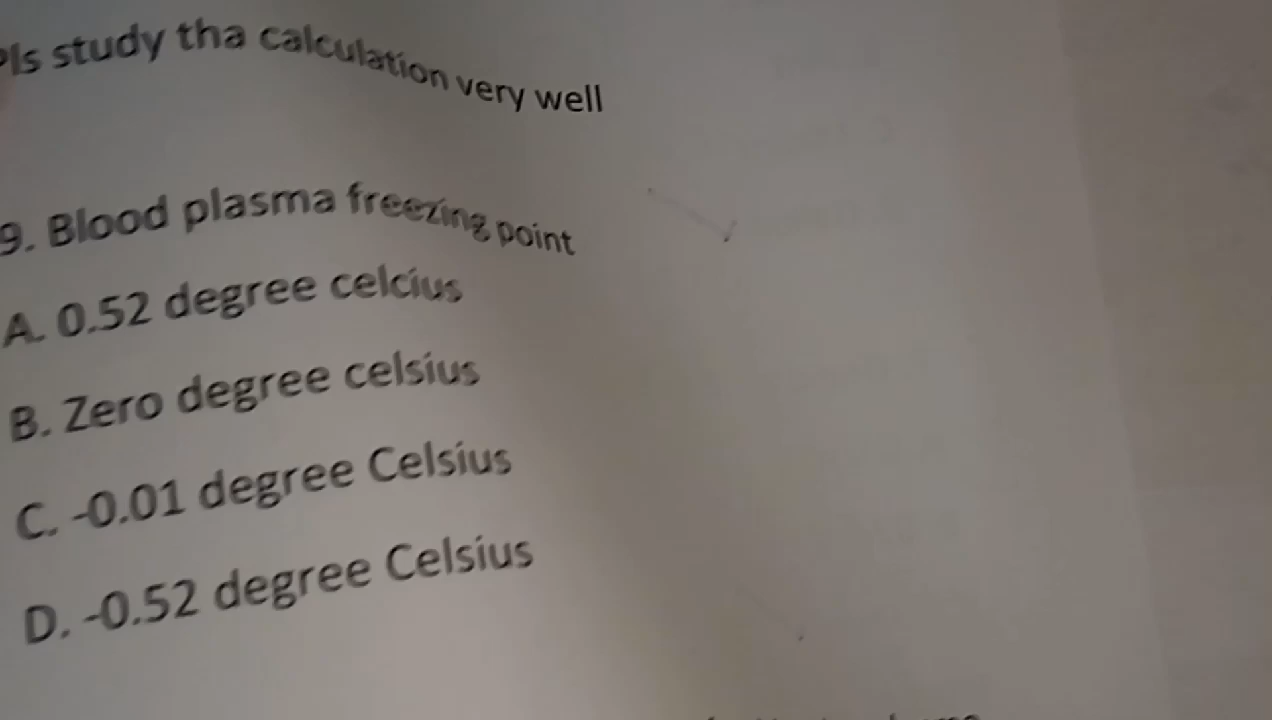 Pls study tha calculation very well
9. Blood plasma freezing point
A. 0.52 degree celcius
B. Zero degree celsius
C. -0.01 degree Celsius
D. -0.52 degree Celsius